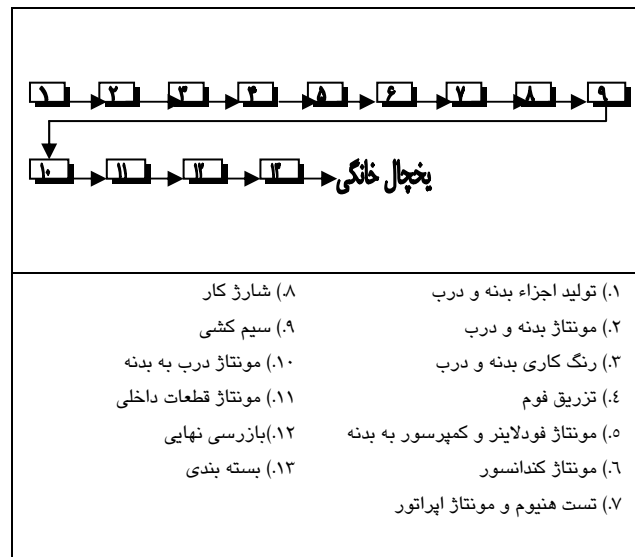 ۱ ۲ ۳ ۴ ۵ ۶ ۷ ۸ ۹
۱۰ ۱۱ ۱۲ ۱۳ یخچال خانگی
۱.) تولید اجزاء بدنه و درب
۲.) مونتاژ بدنه و درب
۳.) رنگ کاری بدنه و درب
٤.) تزریق فوم
۵.) مونتاژ فودلاینر و کمپرسور به بدنه
٦.) مونتاژ کندانسور
۷.) تست هنیوم و مونتاژ اپراتور
۸.) شارژ کار
۹.) سیم کشی
۱۰.) مونتاژ درب به بدنه
۱۱.) مونتاژ قطعات داخلی
۱۲.)بازرسی نهایی
۱۳.) بسته بندی